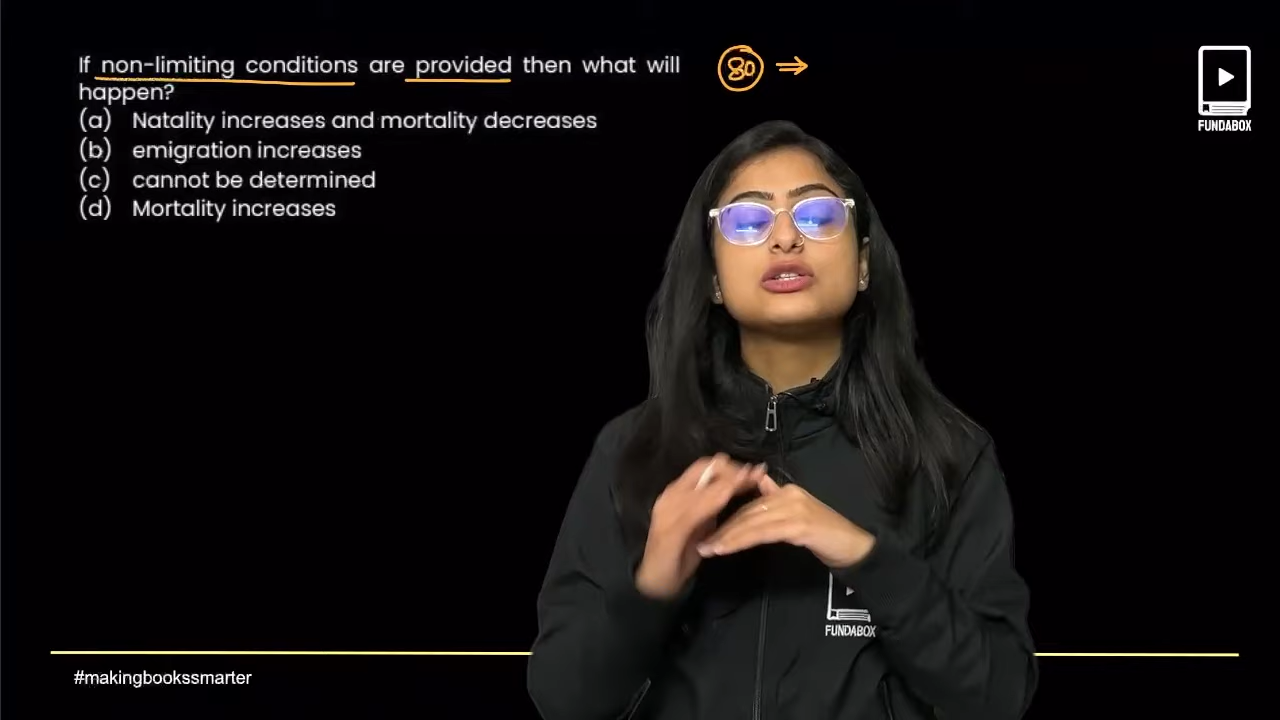 If non-limiting conditions are provided then what will
happen?
(a) Natality increases and mortality decreases
(b) emigration increases
(c) cannot be determined
(d) Mortality increases
80 ⇒
FUNDABOX
FUNDABOX
#makingbookssmarter